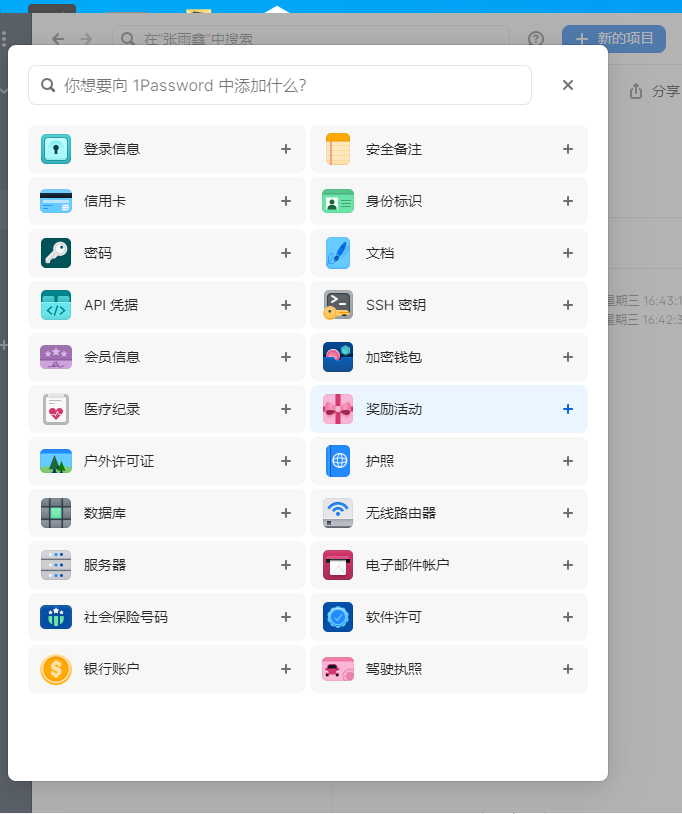 在"张雨鑫"中搜索
新的项目
分享
你想要向 1Password 中添加什么?
登录信息
安全备注
信用卡
身份标识
密码
文档
API 凭据
SSH 密钥
星期三 16:43:1
星期三 16:42:3
会员信息
加密钱包
医疗纪录
奖励活动
户外许可证
护照
数据库
无线路由器
服务器
电子邮件帐户
社会保险号码
软件许可
银行账户
驾驶执照